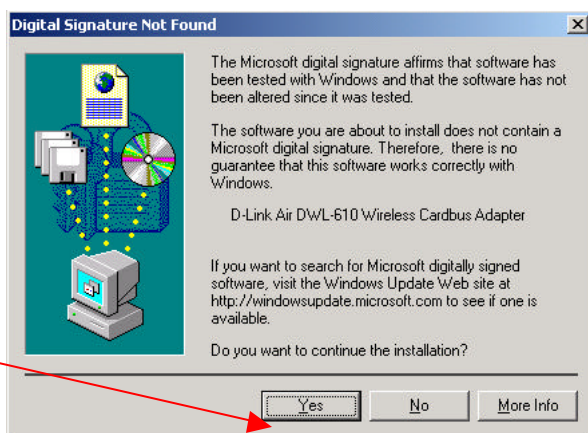 Digital Signature Not Found
The Microsoft digital signature affirms that software has
been tested with Windows and that the software has not
been altered since it was tested.
The software you are about to install does not contain a
Microsoft digital signature. Therefore, there is no
guarantee that this software works correctly with
Windows.
D-Link Air DWL-610 Wireless Cardbus Adapter
If you want to search for Microsoft digitally signed
software, visit the Windows Update Web site at
http://windowsupdate.microsoft.com to see if one is
available.
Do you want to continue the installation?
Yes No More Info